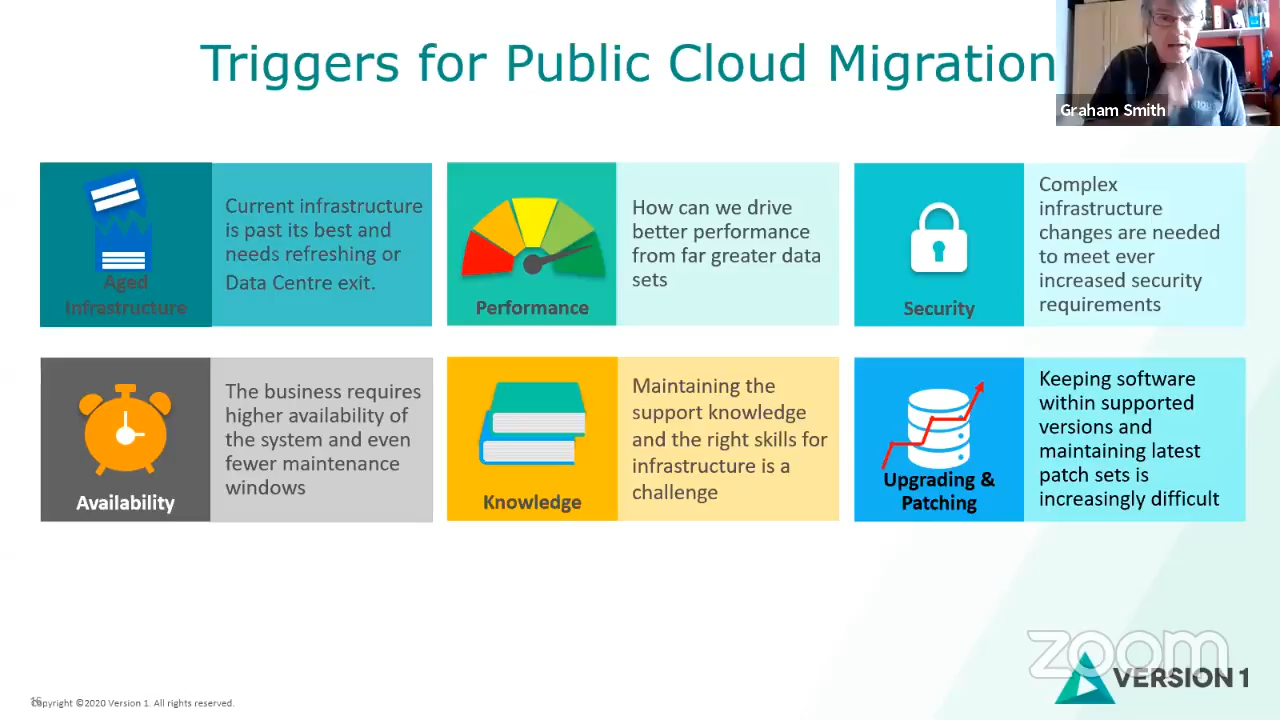 Triggers for Public Cloud Migration
Graham Smith
Aged
Infrastructure
Current infrastructure
is past its best and
needs refreshing or
Data Centre exit.
Performance
How can we drive
better performance
from far greater data
sets
Security
Complex
infrastructure
changes are needed
to meet ever
increased security
requirements
Availability
The business requires
higher availability of
the system and even
fewer maintenance
windows
Knowledge
Maintaining the
support knowledge
and the right skills for
infrastructure is a
challenge
Upgrading &
Patching
Keeping software
within supported
versions and
maintaining latest
patch sets is
increasingly difficult
zoom
VERSION 1
Copyright ©2020 Version 1. All rights reserved.